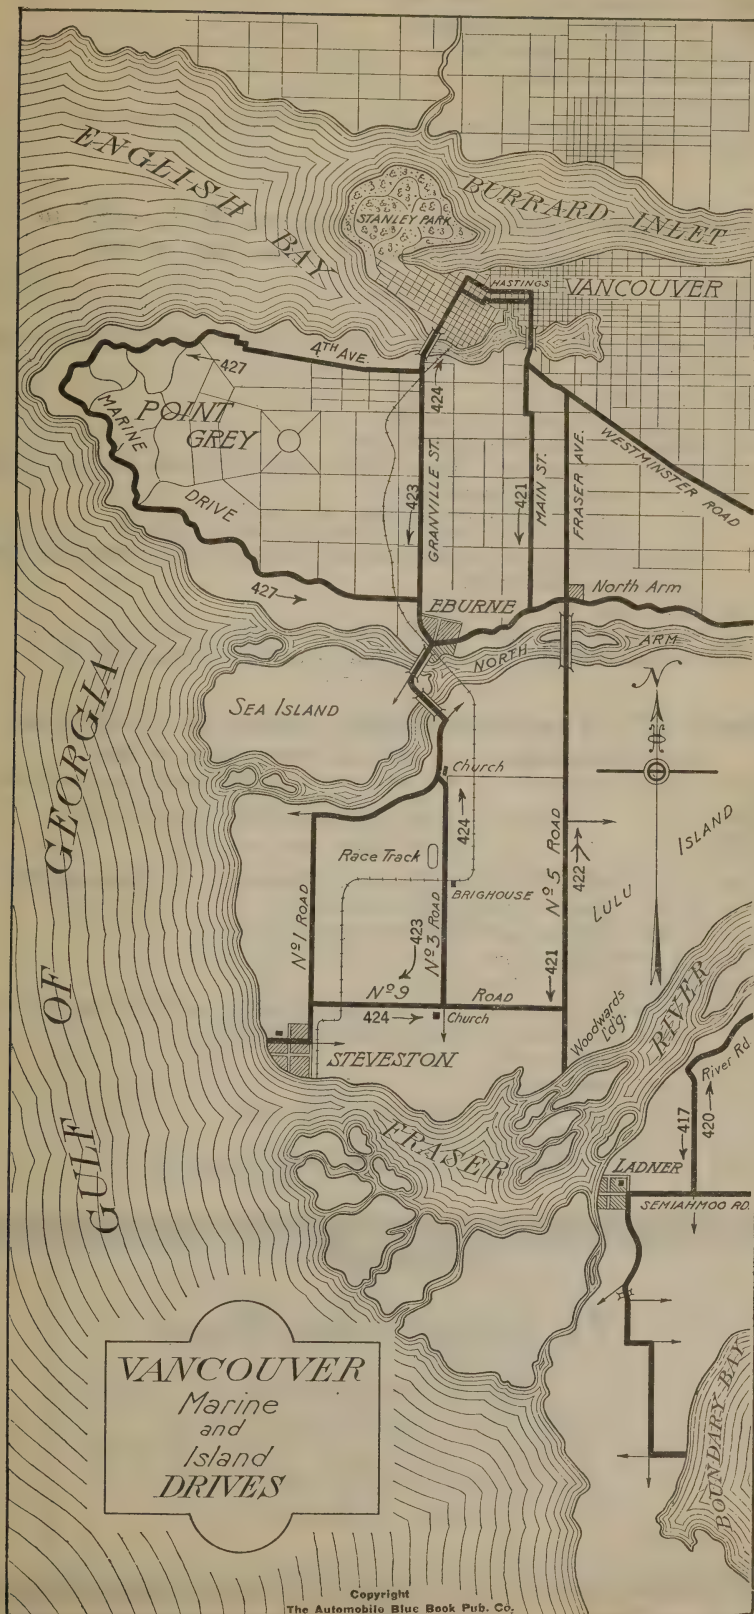 ENGLISH BAY
BURRARD INLET
STANLEY PARK
HASTINGS
VANCOUVER
4TH AVE.
427
424
MARINE
DRIVE
POINT
GREY
WESTMINSTER ROAD
423
GRANVILLE ST.
421
MAIN ST.
FRASER AVE.
427
EBURNE
North Arm
NORTH ARM
N
SEA ISLAND
Church
GULF OF GEORGIA
424
Race Track
BRIGHOUSE
No 1 ROAD
423
No 3 ROAD
No 5 ROAD
422
LULU ISLAND
421
No 9 ROAD
424
Church
Woodwards
Ldg.
STEVESTON
FRASER RIVER
River Rd.
417
420
LADNER
SEMIAHMOO RD.
BOUNDARY BAY
VANCOUVER
Marine
and
Island
DRIVES
Copyright
The Automobile Blue Book Pub. Co.